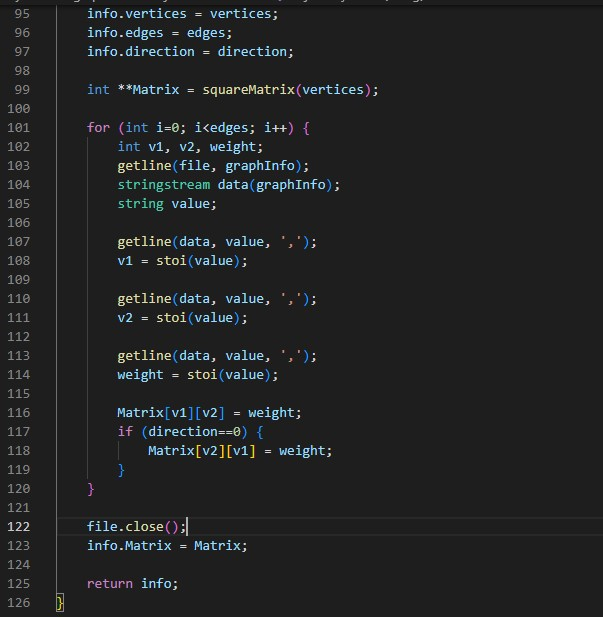 95 info.vertices = vertices;
96 info.edges = edges;
97 info.direction = direction;
98
99 int **Matrix = squareMatrix(vertices);
100
101 for (int i=0; i<edges; i++) {
102 int v1, v2, weight;
103 getline(file, graphInfo);
104 stringstream data(graphInfo);
105 string value;
106
107 getline(data, value, ',');
108 v1 = stoi(value);
109
110 getline(data, value, ',');
111 v2 = stoi(value);
112
113 getline(data, value, ',');
114 weight = stoi(value);
115
116 Matrix[v1][v2] = weight;
117 if (direction==0) {
118 Matrix[v2][v1] = weight;
119 }
120 }
121
122 file.close();
123 info.Matrix = Matrix;
124
125 return info;
126 }